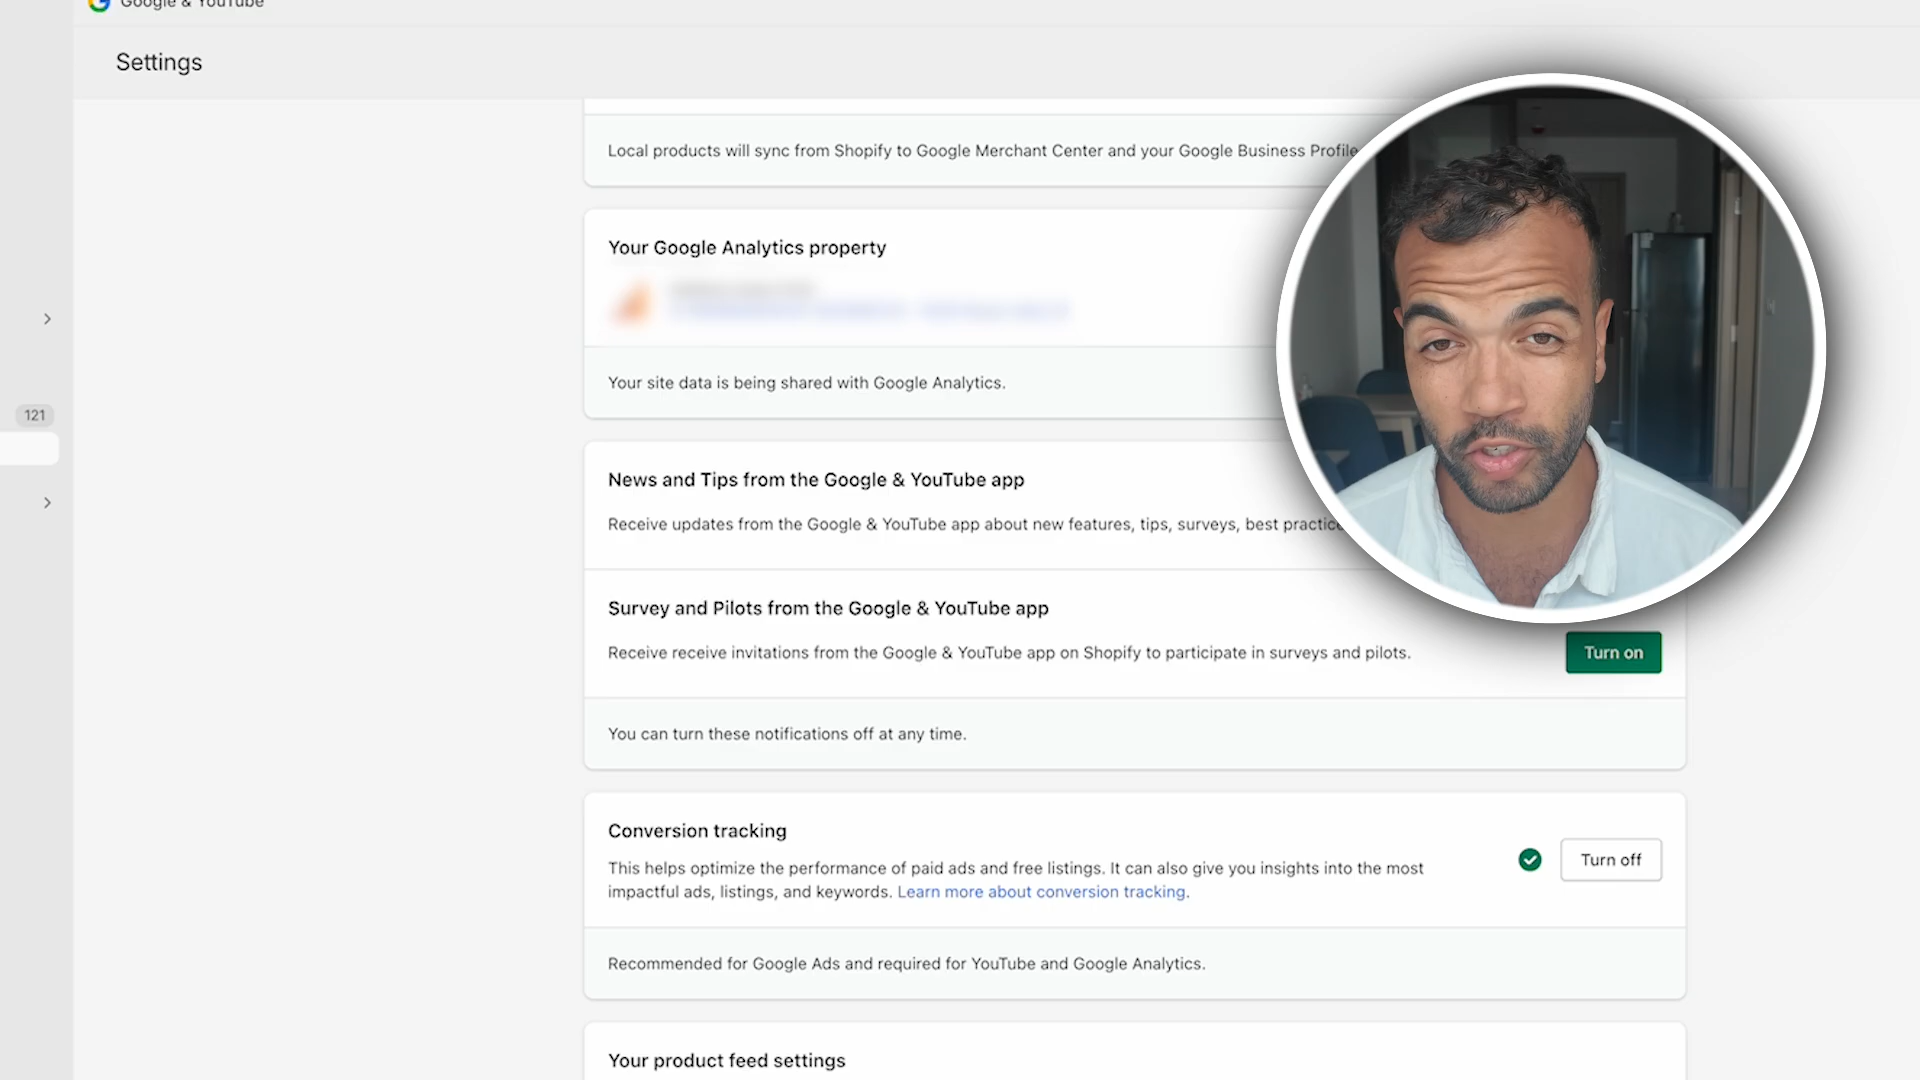 Google & YouTube
Settings
Local products will sync from Shopify to Google Merchant Center and your Google Business Profile
Your Google Analytics property
Your site data is being shared with Google Analytics.
121
News and Tips from the Google & YouTube app
Receive updates from the Google & YouTube app about new features, tips, surveys, best practice
Survey and Pilots from the Google & YouTube app
Receive receive invitations from the Google & YouTube app on Shopify to participate in surveys and pilots.
Turn on
You can turn these notifications off at any time.
Conversion tracking
This helps optimize the performance of paid ads and free listings. It can also give you insights into the most
impactful ads, listings, and keywords. Learn more about conversion tracking.
Turn off
Recommended for Google Ads and required for YouTube and Google Analytics.
Your product feed settings